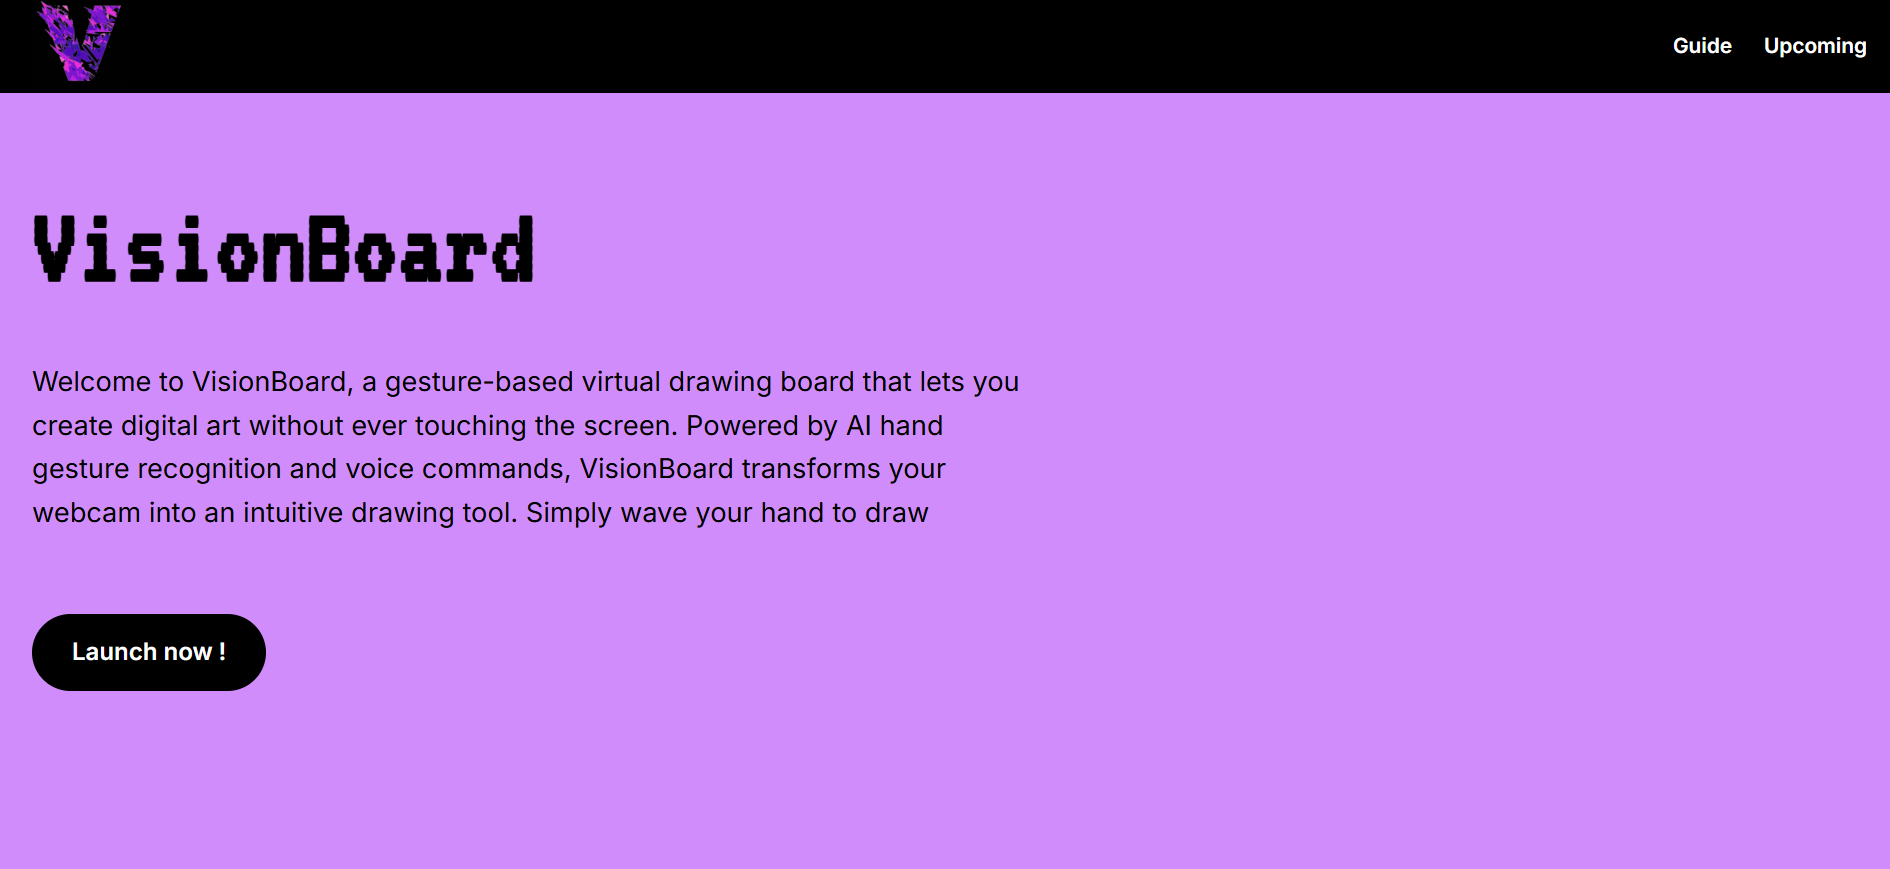 V
Guide Upcoming
VisionBoard
Welcome to VisionBoard, a gesture-based virtual drawing board that lets you
create digital art without ever touching the screen. Powered by AI hand
gesture recognition and voice commands, VisionBoard transforms your
webcam into an intuitive drawing tool. Simply wave your hand to draw
Launch now !